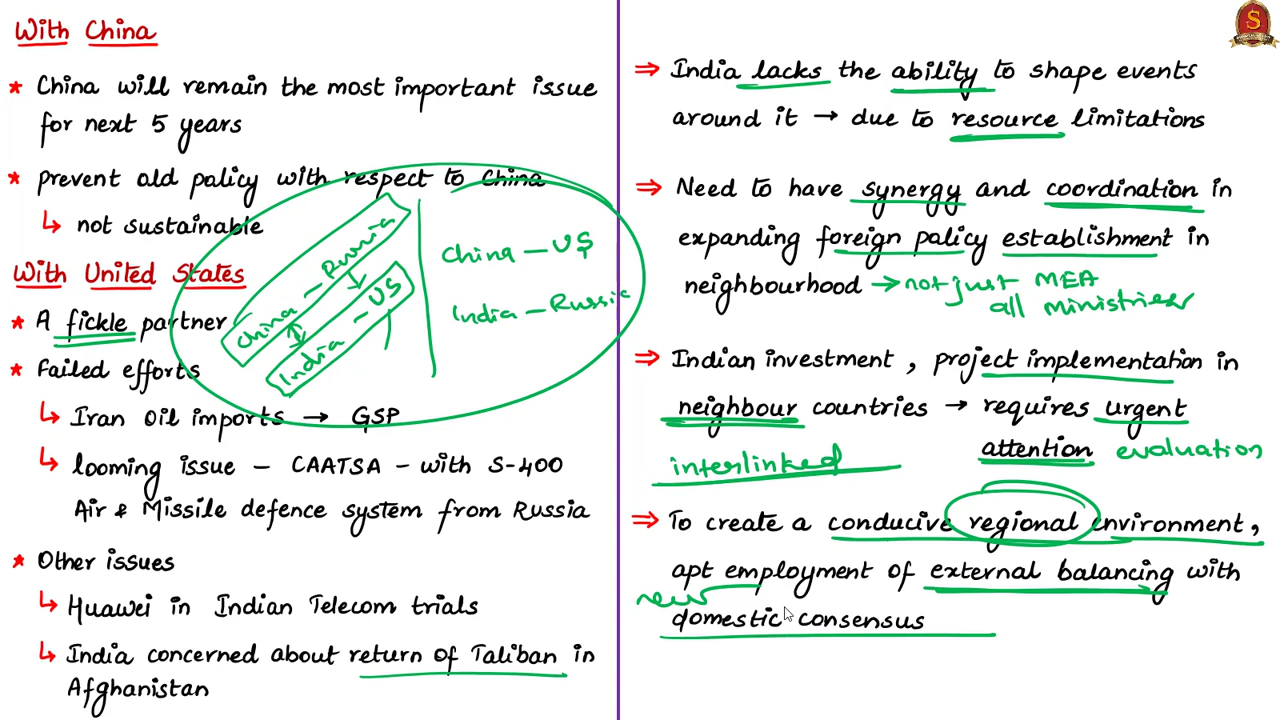 With China
* China will remain the most important issue
for next 5 years
* prevent old policy with respect to China
↳ not sustainable
With United States
* A fickle partner
* Failed efforts
↳ Iran Oil imports → GSP
↳ looming issue - CAATSA - with S-400
Air & Missile defence system from Russia
* Other issues
↳ Huawei in Indian Telecom trials
↳ India concerned about return of Taliban in
Afghanistan
China - Russia
India - US
China - US
India - Russia
⇒ India lacks the ability to shape events
around it → due to resource limitations
⇒ Need to have synergy and coordination in
expanding foreign policy establishment in
neighbourhood → not just MEA
all ministries
⇒ Indian investment, project implementation in
neighbour countries → requires urgent
attention evaluation
interlinked
⇒ To create a conducive regional environment,
apt employment of external balancing with
new
domestic consensus